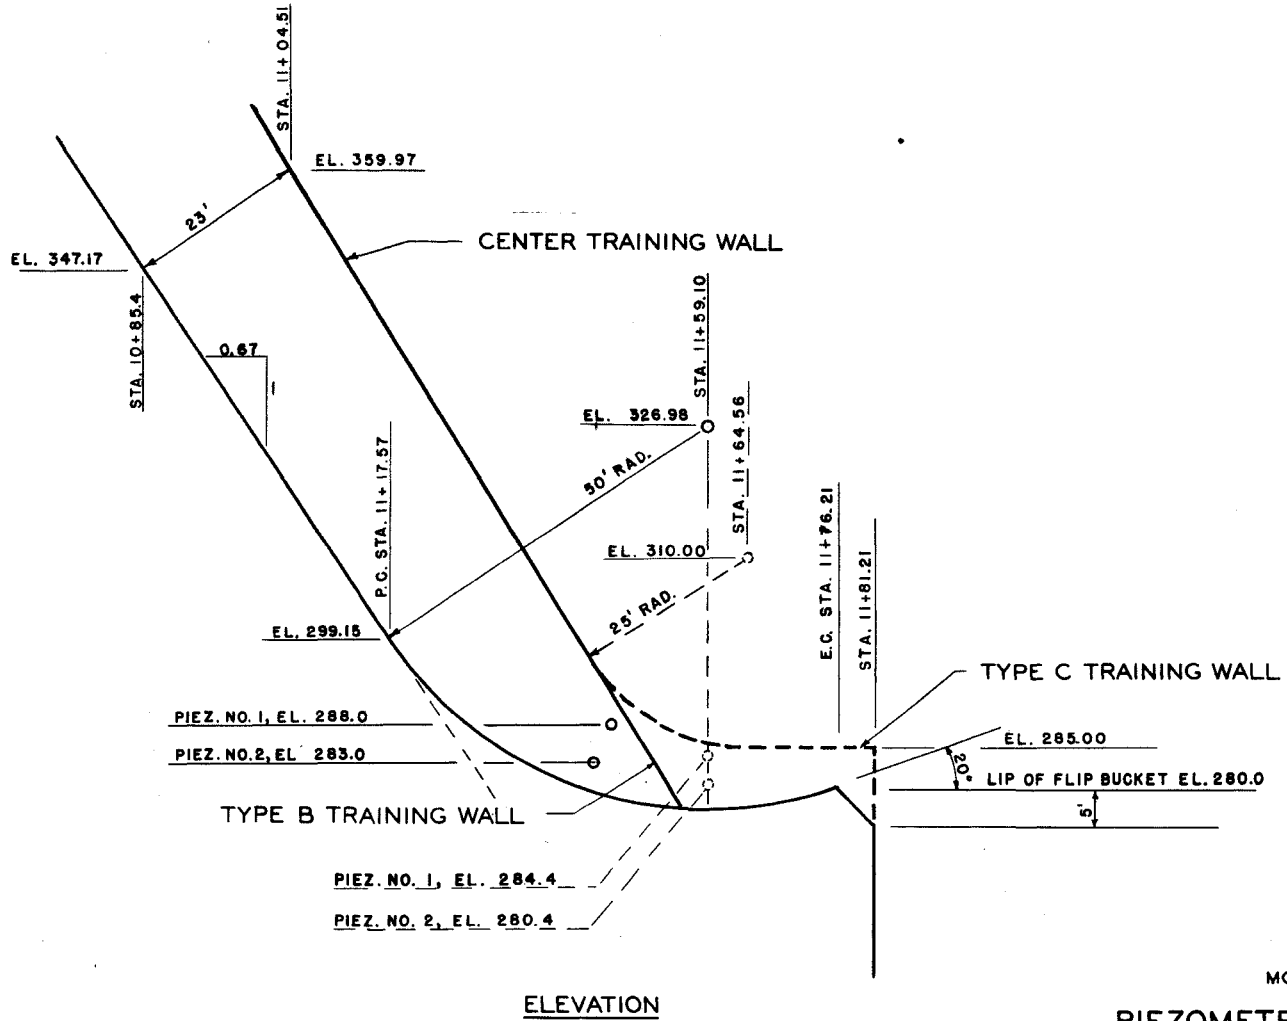 STA. 11+04.51
EL. 359.97
23'
CENTER TRAINING WALL
EL. 347.17
STA. 10+85.4
0.67
1
STA. 11+59.10
EL. 326.98
50' RAD.
STA. 11+64.56
P.C. STA. 11+17.57
EL. 310.00
25' RAD.
E.C. STA. 11+76.21
STA. 11+81.21
EL. 299.15
TYPE C TRAINING WALL
PIEZ. NO. 1, EL. 288.0
EL. 285.00
PIEZ. NO. 2, EL 283.0
20°
LIP OF FLIP BUCKET EL. 280.0
5'
TYPE B TRAINING WALL
PIEZ. NO. 1, EL. 284.4
PIEZ. NO. 2, EL. 280.4
ELEVATION